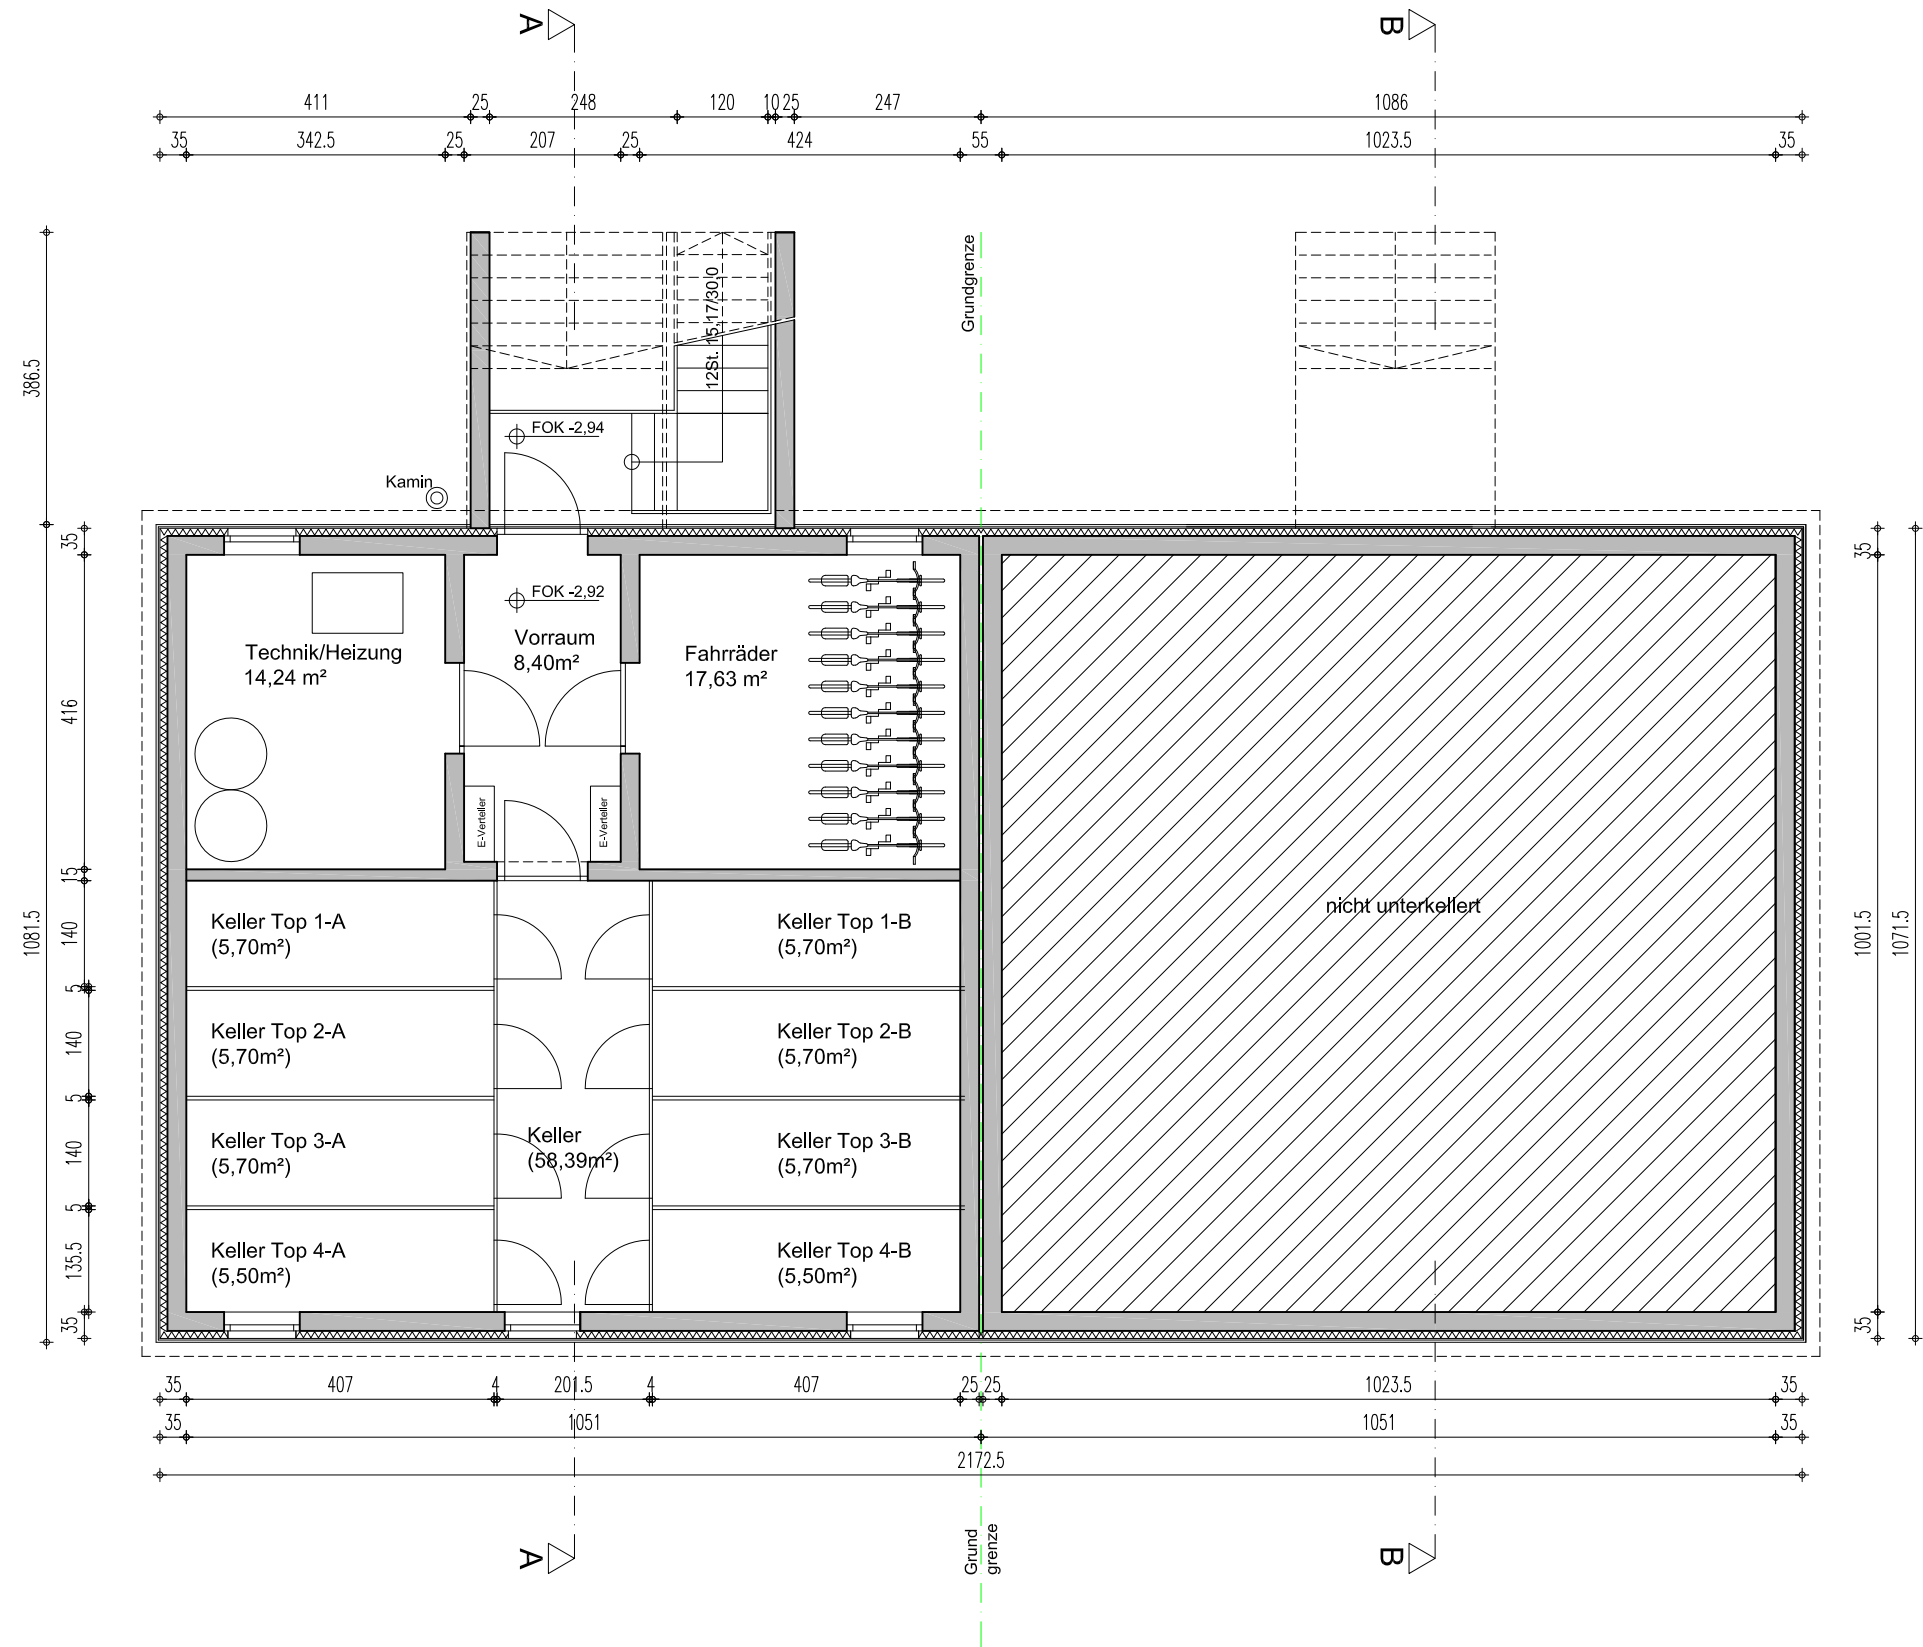 A
B
411
25
248
120
10
25
247
1086
35
342.5
25
207
25
424
55
1023.5
35
386.5
1081.5
35
416
15
140
5
140
5
140
5
135.5
35
Grundgrenze
12St. 15,17/30,0
FOK -2,94
Kamin
FOK -2,92
Vorraum
8,40m²
Technik/Heizung
14,24 m²
Fahrräder
17,63 m²
E-Verteiler
E-Verteiler
Keller Top 1-A
(5,70m²)
Keller Top 1-B
(5,70m²)
nicht unterkellert
Keller Top 2-A
(5,70m²)
Keller Top 2-B
(5,70m²)
Keller Top 3-A
(5,70m²)
Keller
(58,39m²)
Keller Top 3-B
(5,70m²)
Keller Top 4-A
(5,50m²)
Keller Top 4-B
(5,50m²)
35
1001.5
35
1071.5
35
407
4
201.5
4
407
25
25
1023.5
35
35
1051
1051
35
2172.5
Grund
grenze
A
B